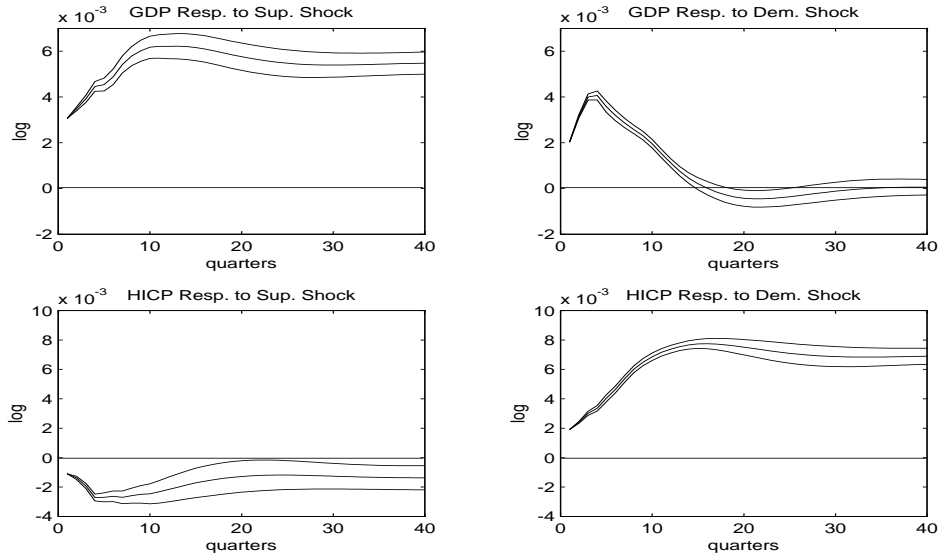 x 10-3 GDP Resp. to Sup. Shock
6
4
2
0
-2
log
0 10 20 30 40
quarters
x 10-3 GDP Resp. to Dem. Shock
6
4
2
0
-2
log
0 10 20 30 40
quarters
x 10-3 HICP Resp. to Sup. Shock
10
8
6
4
2
0
-2
-4
log
0 10 20 30 40
quarters
x 10-3 HICP Resp. to Dem. Shock
10
8
6
4
2
0
-2
-4
log
0 10 20 30 40
quarters